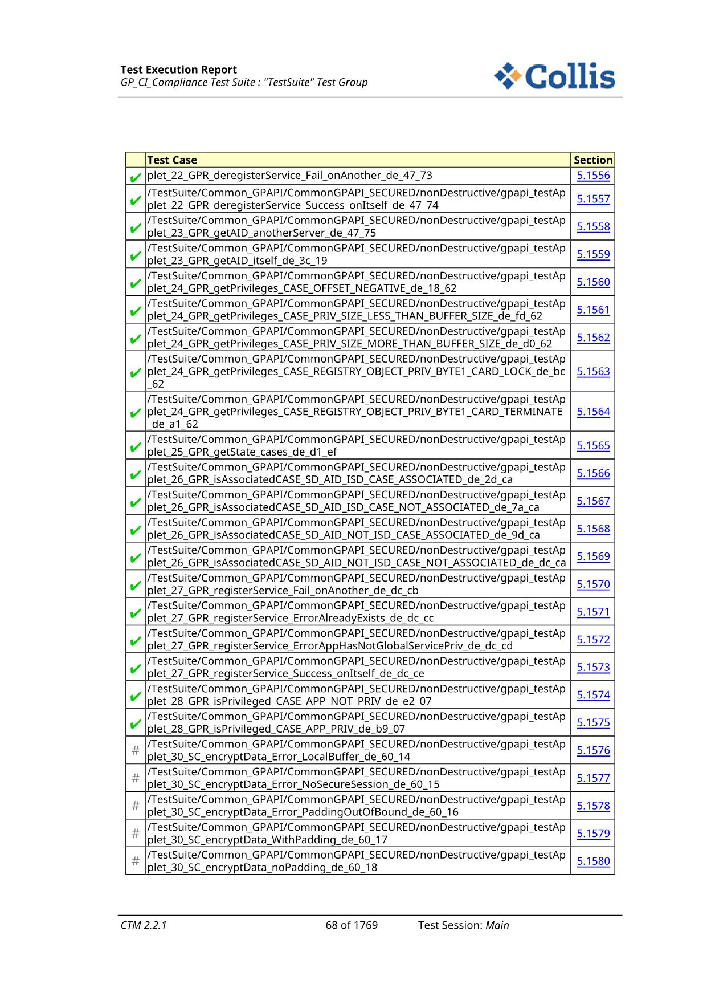 Test Execution Report
GP_CI_Compliance Test Suite : "TestSuite" Test Group
Collis
Test Case Section
✔ plet_22_GPR_deregisterService_Fail_onAnother_de_47_73 5.1556
/TestSuite/Common_GPAPI/CommonGPAPI_SECURED/nonDestructive/gpapi_testAp
✔ plet_22_GPR_deregisterService_Success_onItself_de_47_74 5.1557
/TestSuite/Common_GPAPI/CommonGPAPI_SECURED/nonDestructive/gpapi_testAp
✔ plet_23_GPR_getAID_anotherServer_de_47_75 5.1558
/TestSuite/Common_GPAPI/CommonGPAPI_SECURED/nonDestructive/gpapi_testAp
✔ plet_23_GPR_getAID_itself_de_3c_19 5.1559
/TestSuite/Common_GPAPI/CommonGPAPI_SECURED/nonDestructive/gpapi_testAp
✔ plet_24_GPR_getPrivileges_CASE_OFFSET_NEGATIVE_de_18_62 5.1560
/TestSuite/Common_GPAPI/CommonGPAPI_SECURED/nonDestructive/gpapi_testAp
✔ plet_24_GPR_getPrivileges_CASE_PRIV_SIZE_LESS_THAN_BUFFER_SIZE_de_fd_62 5.1561
/TestSuite/Common_GPAPI/CommonGPAPI_SECURED/nonDestructive/gpapi_testAp
✔ plet_24_GPR_getPrivileges_CASE_PRIV_SIZE_MORE_THAN_BUFFER_SIZE_de_d0_62 5.1562
/TestSuite/Common_GPAPI/CommonGPAPI_SECURED/nonDestructive/gpapi_testAp
✔ plet_24_GPR_getPrivileges_CASE_REGISTRY_OBJECT_PRIV_BYTE1_CARD_LOCK_de_bc 5.1563
_62
/TestSuite/Common_GPAPI/CommonGPAPI_SECURED/nonDestructive/gpapi_testAp
✔ plet_24_GPR_getPrivileges_CASE_REGISTRY_OBJECT_PRIV_BYTE1_CARD_TERMINATE 5.1564
_de_a1_62
/TestSuite/Common_GPAPI/CommonGPAPI_SECURED/nonDestructive/gpapi_testAp
✔ plet_25_GPR_getState_cases_de_d1_ef 5.1565
/TestSuite/Common_GPAPI/CommonGPAPI_SECURED/nonDestructive/gpapi_testAp
✔ plet_26_GPR_isAssociatedCASE_SD_AID_ISD_CASE_ASSOCIATED_de_2d_ca 5.1566
/TestSuite/Common_GPAPI/CommonGPAPI_SECURED/nonDestructive/gpapi_testAp
✔ plet_26_GPR_isAssociatedCASE_SD_AID_ISD_CASE_NOT_ASSOCIATED_de_7a_ca 5.1567
/TestSuite/Common_GPAPI/CommonGPAPI_SECURED/nonDestructive/gpapi_testAp
✔ plet_26_GPR_isAssociatedCASE_SD_AID_NOT_ISD_CASE_ASSOCIATED_de_9d_ca 5.1568
/TestSuite/Common_GPAPI/CommonGPAPI_SECURED/nonDestructive/gpapi_testAp
✔ plet_26_GPR_isAssociatedCASE_SD_AID_NOT_ISD_CASE_NOT_ASSOCIATED_de_dc_ca 5.1569
/TestSuite/Common_GPAPI/CommonGPAPI_SECURED/nonDestructive/gpapi_testAp
✔ plet_27_GPR_registerService_Fail_onAnother_de_dc_cb 5.1570
/TestSuite/Common_GPAPI/CommonGPAPI_SECURED/nonDestructive/gpapi_testAp
✔ plet_27_GPR_registerService_ErrorAlreadyExists_de_dc_cc 5.1571
/TestSuite/Common_GPAPI/CommonGPAPI_SECURED/nonDestructive/gpapi_testAp
✔ plet_27_GPR_registerService_ErrorAppHasNotGlobalServicePriv_de_dc_cd 5.1572
/TestSuite/Common_GPAPI/CommonGPAPI_SECURED/nonDestructive/gpapi_testAp
✔ plet_27_GPR_registerService_Success_onItself_de_dc_ce 5.1573
/TestSuite/Common_GPAPI/CommonGPAPI_SECURED/nonDestructive/gpapi_testAp
✔ plet_28_GPR_isPrivileged_CASE_APP_NOT_PRIV_de_e2_07 5.1574
/TestSuite/Common_GPAPI/CommonGPAPI_SECURED/nonDestructive/gpapi_testAp
✔ plet_28_GPR_isPrivileged_CASE_APP_PRIV_de_b9_07 5.1575
/TestSuite/Common_GPAPI/CommonGPAPI_SECURED/nonDestructive/gpapi_testAp
# plet_30_SC_encryptData_Error_LocalBuffer_de_60_14 5.1576
/TestSuite/Common_GPAPI/CommonGPAPI_SECURED/nonDestructive/gpapi_testAp
# plet_30_SC_encryptData_Error_NoSecureSession_de_60_15 5.1577
/TestSuite/Common_GPAPI/CommonGPAPI_SECURED/nonDestructive/gpapi_testAp
# plet_30_SC_encryptData_Error_PaddingOutOfBound_de_60_16 5.1578
/TestSuite/Common_GPAPI/CommonGPAPI_SECURED/nonDestructive/gpapi_testAp
# plet_30_SC_encryptData_WithPadding_de_60_17 5.1579
/TestSuite/Common_GPAPI/CommonGPAPI_SECURED/nonDestructive/gpapi_testAp
# plet_30_SC_encryptData_noPadding_de_60_18 5.1580
CTM 2.2.1 68 of 1769 Test Session: Main